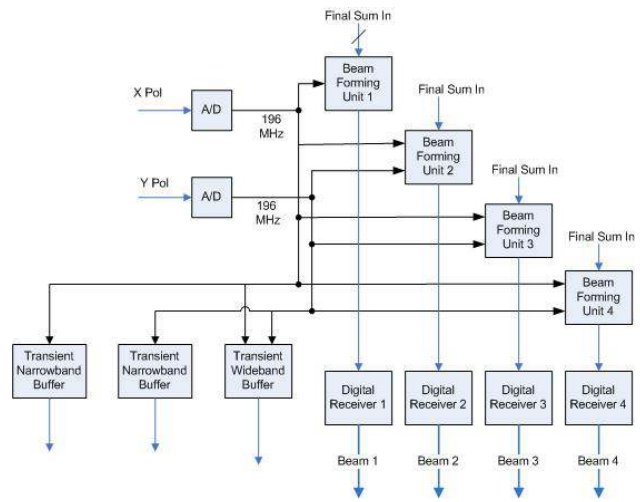 Final Sum In
Beam
Forming
Unit 1
X Pol
A/D
196
MHz
Final Sum In
Beam
Forming
Unit 2
Y Pol
A/D
196
MHz
Final Sum In
Beam
Forming
Unit 3
Final Sum In
Beam
Forming
Unit 4
Transient
Narrowband
Buffer
Transient
Narrowband
Buffer
Transient
Wideband
Buffer
Digital
Receiver 1
Digital
Receiver 2
Digital
Receiver 3
Digital
Receiver 4
Beam 1
Beam 2
Beam 3
Beam 4